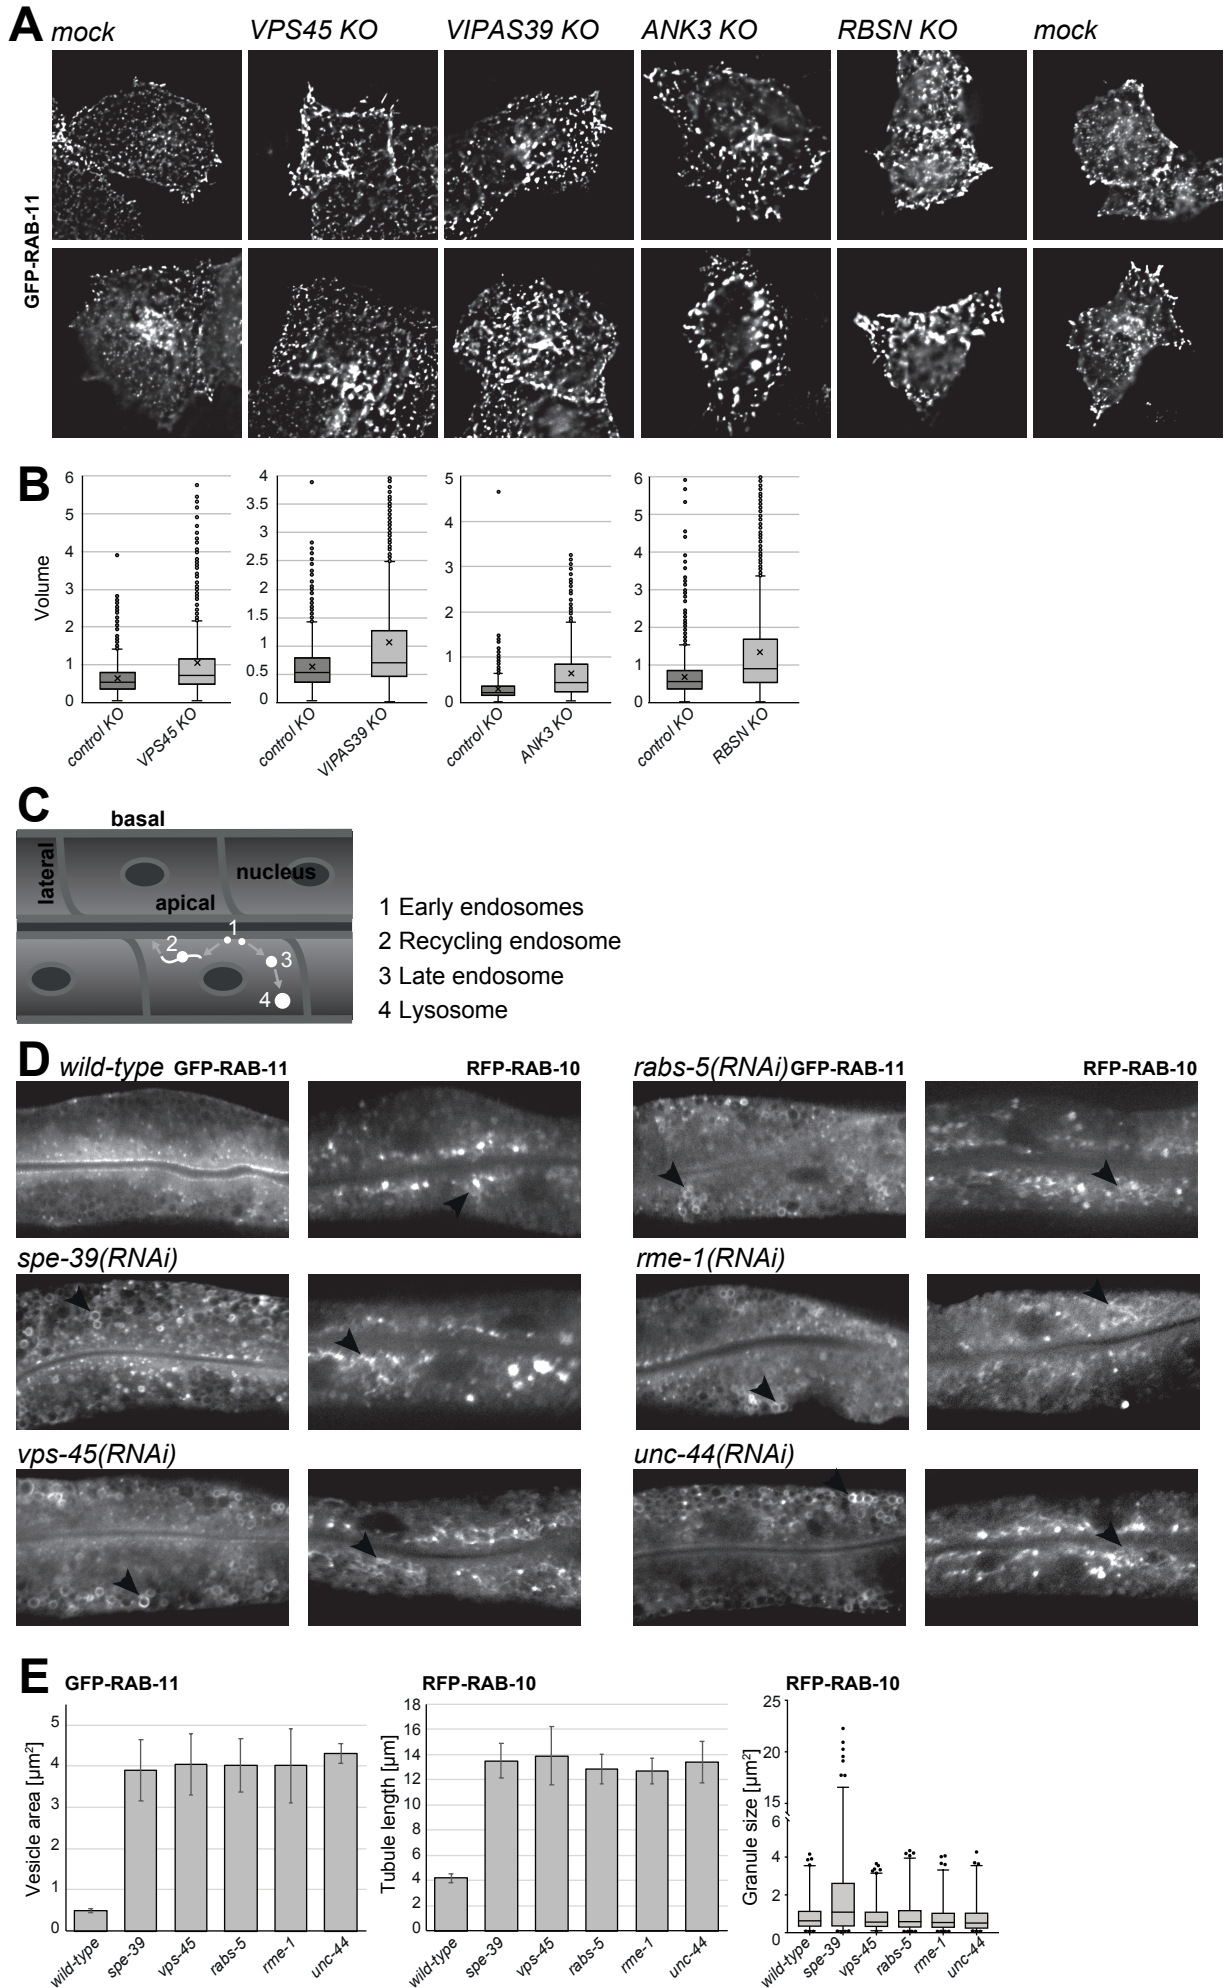 A
mock VPS45 KO VIPAS39 KO ANK3 KO RBSN KO mock
GFP-RAB-11
B
Volume
6
5
4
3
2
1
0
control KO
VPS45 KO
4
3.5
3
2.5
2
1.5
1
0.5
0
control KO
VIPAS39 KO
5
4
3
2
1
0
control KO
ANK3 KO
6
5
4
3
2
1
0
control KO
RBSN KO
C
basal
lateral
nucleus
apical
1
2
3
4
1 Early endosomes
2 Recycling endosome
3 Late endosome
4 Lysosome
D
wild-type GFP-RAB-11 RFP-RAB-10
rabs-5(RNAi) GFP-RAB-11 RFP-RAB-10
spe-39(RNAi)
rme-1(RNAi)
vps-45(RNAi)
unc-44(RNAi)
E
GFP-RAB-11
Vesicle area [µm²]
5
4
3
2
1
0
wild-type
spe-39
vps-45
rabs-5
rme-1
unc-44
RFP-RAB-10
Tubule length [µm]
18
16
14
12
10
8
6
4
2
0
wild-type
spe-39
vps-45
rabs-5
rme-1
unc-44
RFP-RAB-10
Granule size [µm²]
25
20
15
6
4
2
0
wild-type
spe-39
vps-45
rabs-5
rme-1
unc-44